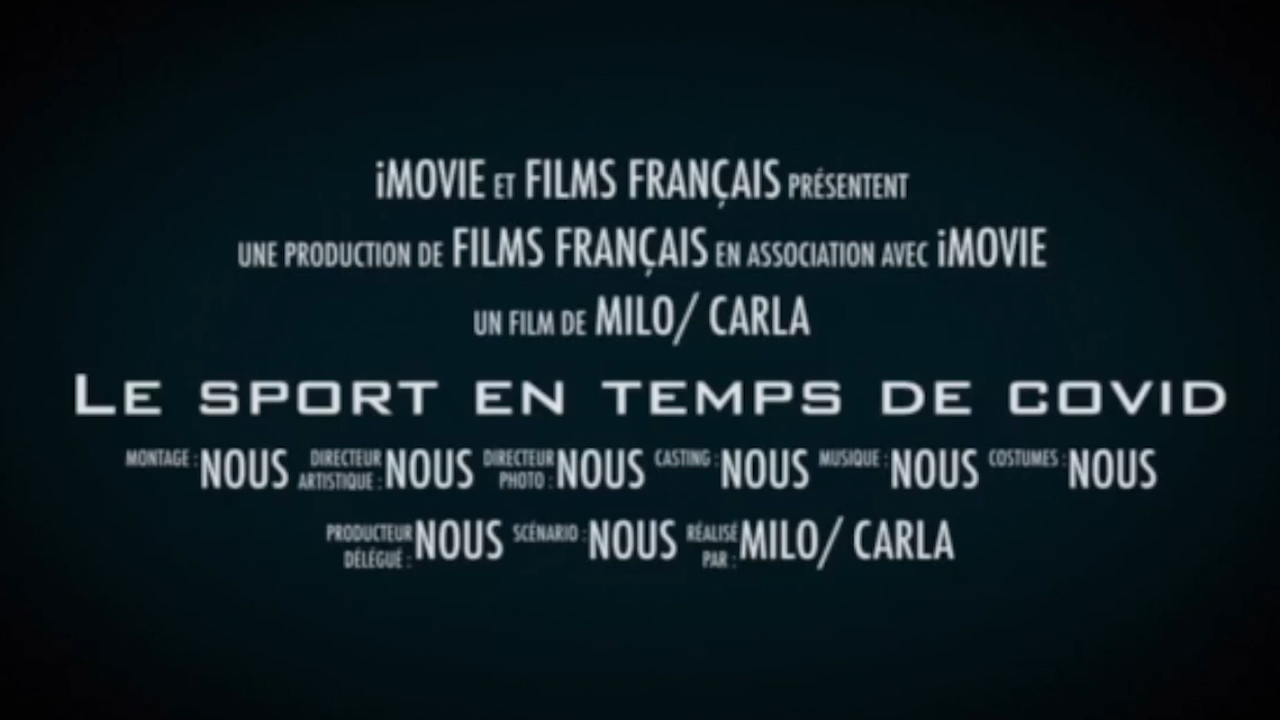 iMOVIE ET FILMS FRANÇAIS PRÉSENTENT
UNE PRODUCTION DE FILMS FRANÇAIS EN ASSOCIATION AVEC iMOVIE
UN FILM DE MILO/ CARLA
LE SPORT EN TEMPS DE COVID
MONTAGE : NOUS DIRECTEUR ARTISTIQUE : NOUS DIRECTEUR PHOTO : NOUS CASTING : NOUS MUSIQUE : NOUS COSTUMES : NOUS
PRODUCTEUR DÉLÉGUÉ : NOUS SCÉNARIO : NOUS RÉALISÉ PAR : MILO/ CARLA